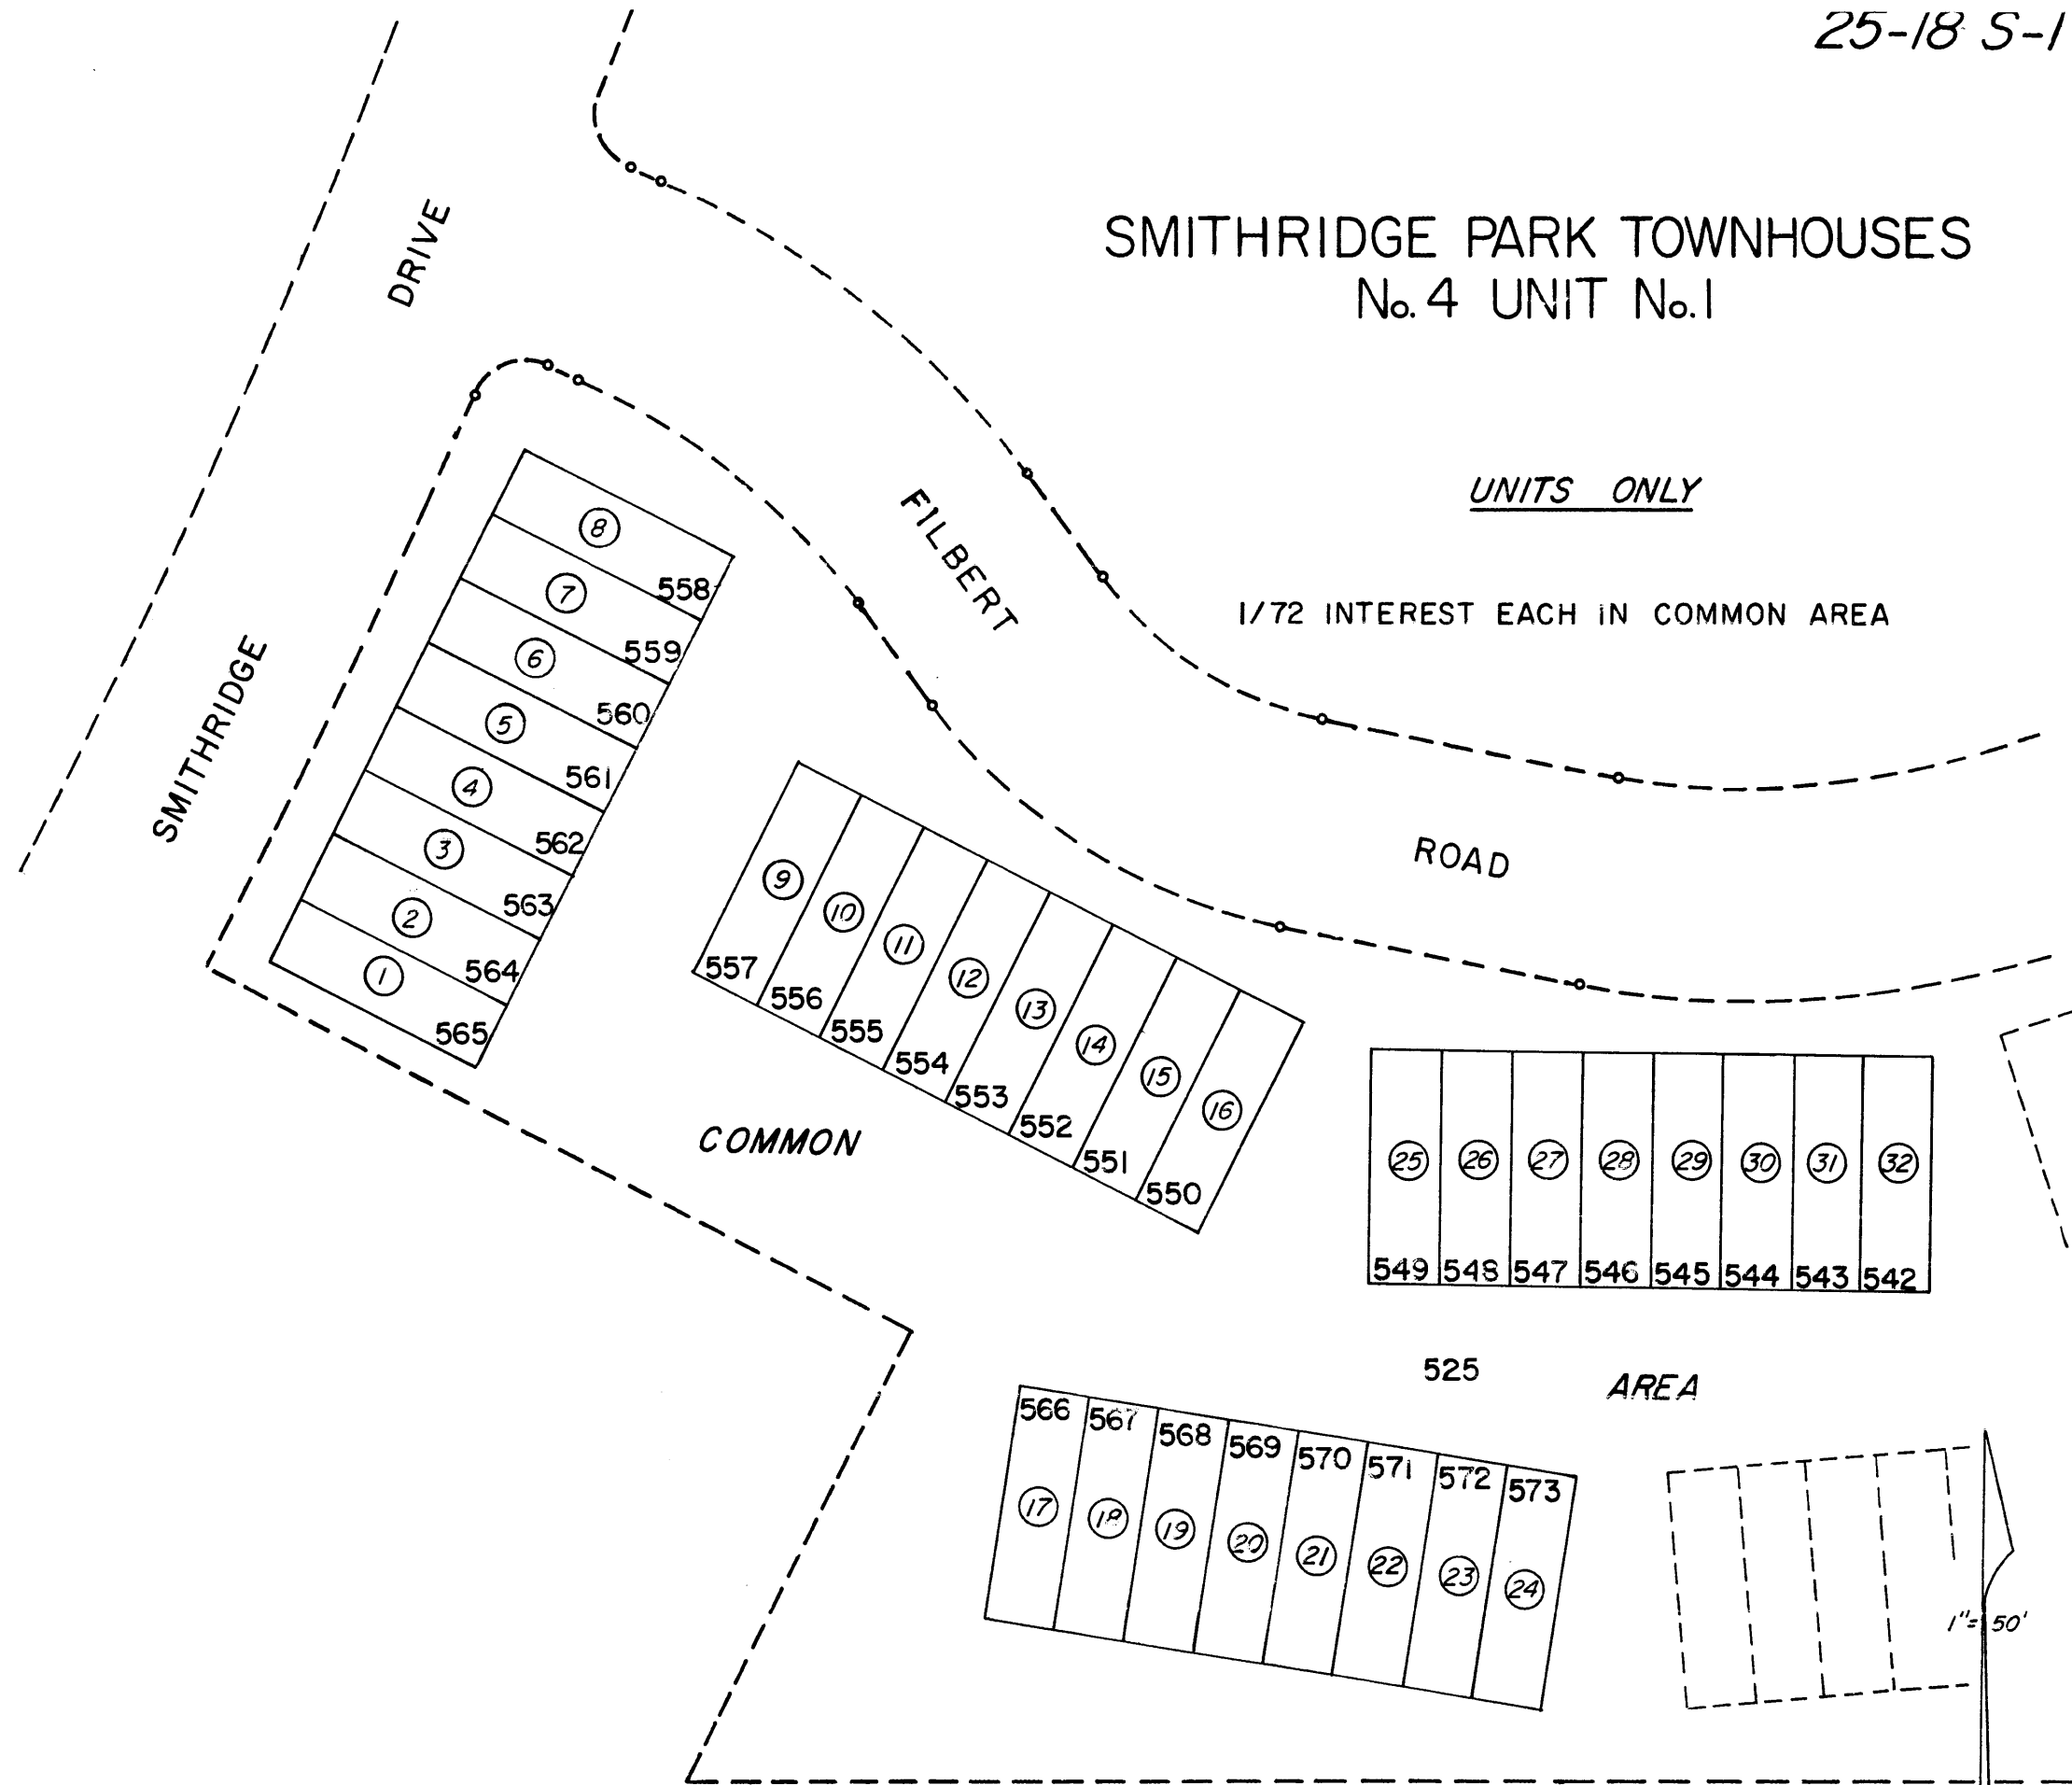 25-18 S-1
SMITHRIDGE PARK TOWNHOUSES
No. 4 UNIT No. 1
UNITS ONLY
1/72 INTEREST EACH IN COMMON AREA
SMITHRIDGE DRIVE
FILBERT ROAD
8
558
7
559
6
560
5
561
4
562
3
563
2
564
1
565
9 10 11 12 13 14 15 16
557 556 555 554 553 552 551 550
COMMON AREA
25 26 27 28 29 30 31 32
549 548 547 546 545 544 543 542
525
566 567 568 569 570 571 572 573
17 18 19 20 21 22 23 24
1"=50'